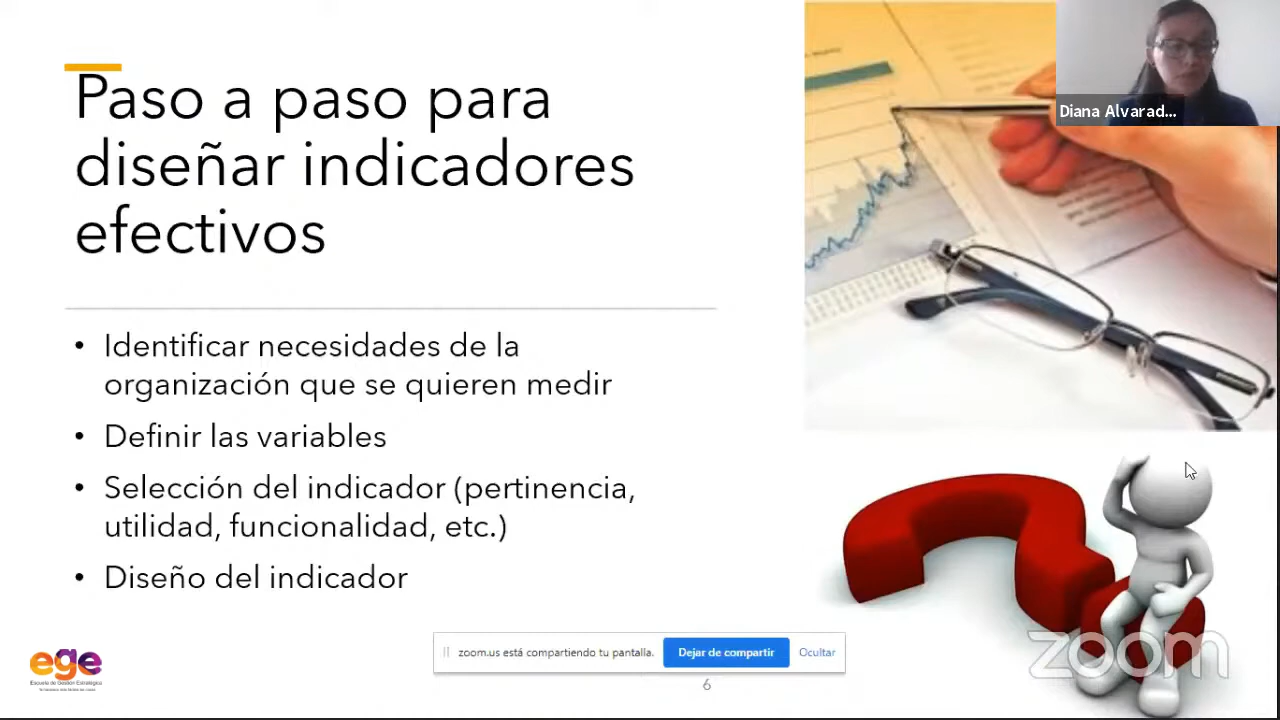 Paso a paso para
diseñar indicadores
efectivos
Diana Alvarad...
• Identificar necesidades de la
organización que se quieren medir
• Definir las variables
• Selección del indicador (pertinencia,
utilidad, funcionalidad, etc.)
• Diseño del indicador
ege
Escuela de Gestión Estratégica
zoom.us está compartiendo tu pantalla.
Dejar de compartir
Ocultar
6
zoom